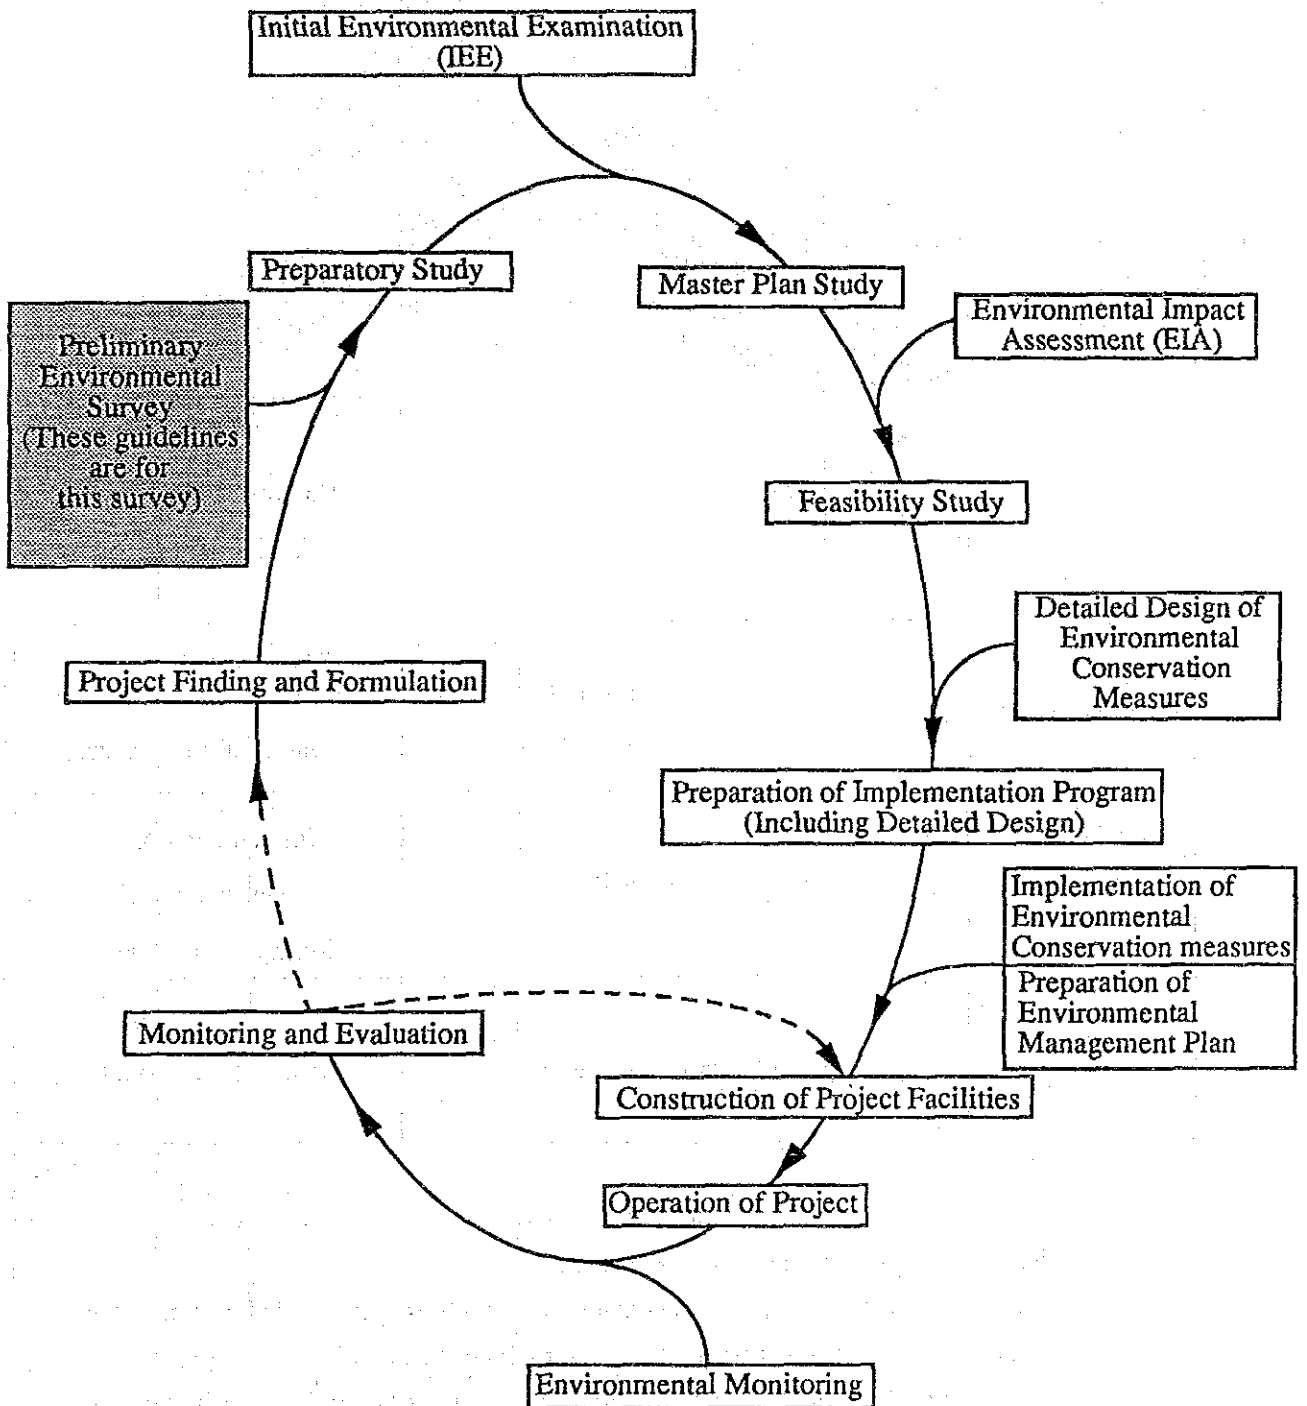 Initial Environmental Examination
(IEE)
Preparatory Study
Master Plan Study
Environmental Impact
Assessment (EIA)
Preliminary
Environmental
Survey
(These guidelines
are for
this survey)
Feasibility Study
Detailed Design of
Environmental
Conservation
Measures
Project Finding and Formulation
Preparation of Implementation Program
(Including Detailed Design)
Implementation of
Environmental
Conservation measures
Preparation of
Environmental
Management Plan
Monitoring and Evaluation
Construction of Project Facilities
Operation of Project
Environmental Monitoring